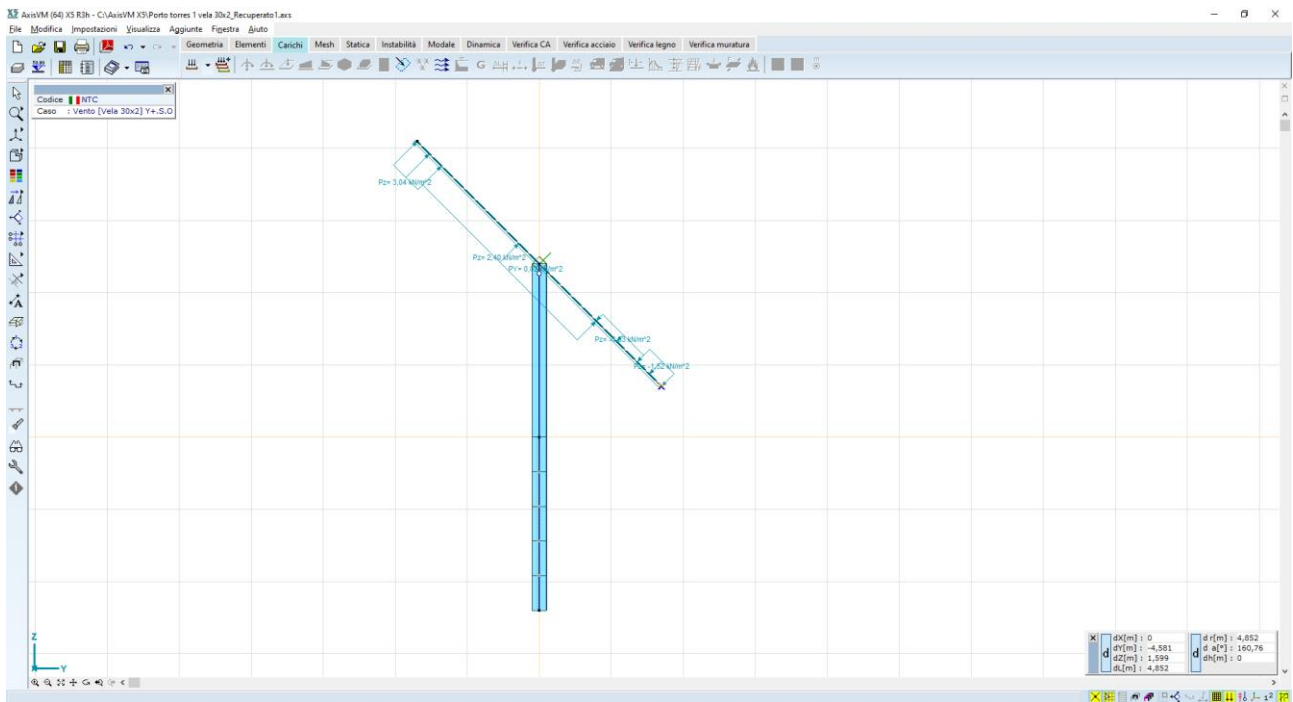 AxisVM (64) X5 R3h - C:\AxisVM X5\Porto torres 1 vela 30x2_Recuperato1.axs
File Modifica Impostazioni Visualizza Aggiunte Finestra Aiuto
Geometria Elementi Carichi Mesh Statica Instabilità Modale Dinamica Verifica CA Verifica acciaio Verifica legno Verifica muratura
Codice NTC
Caso : Vento [Vela 30x2] Y+.S.O
Pz= 3,04 kN/m^2
Pz= 2,40 kN/m^2
Pz= -1,52 kN/m^2
Z
Y
dX[m] : 0
dY[m] : -4,581
dZ[m] : 1,599
dL[m] : 4,852
d
d r[m] : 4,852
d a[°] : 160,76
dh[m] : 0
d